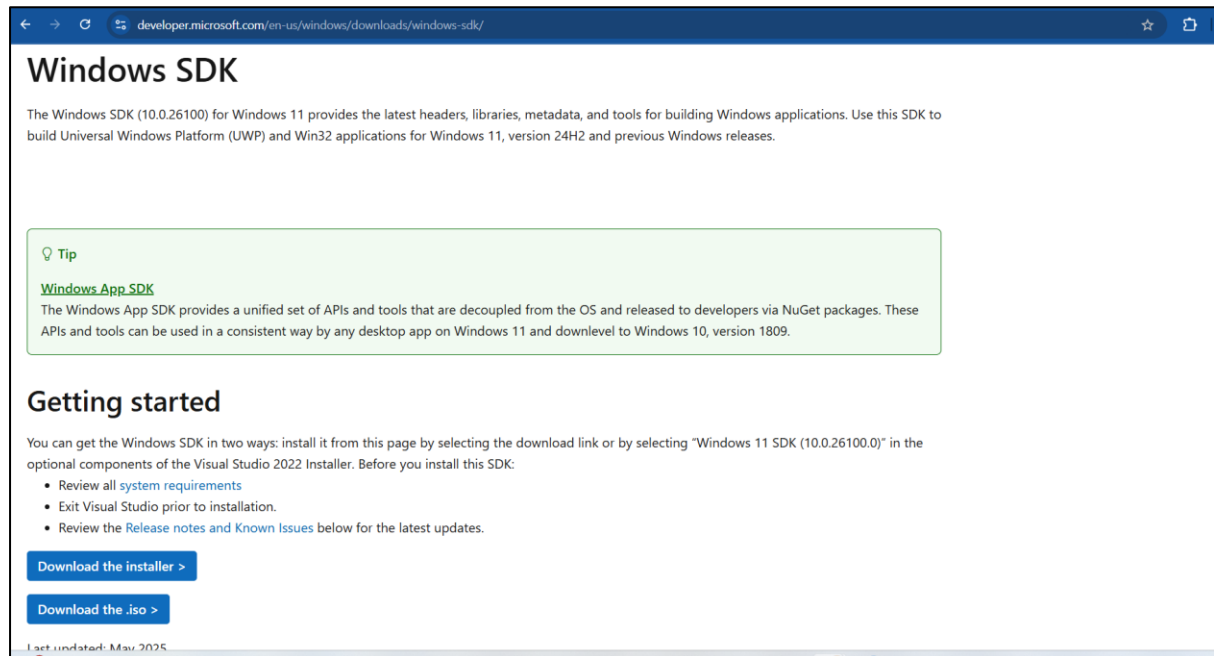 developer.microsoft.com/en-us/windows/downloads/windows-sdk/
Windows SDK
The Windows SDK (10.0.26100) for Windows 11 provides the latest headers, libraries, metadata, and tools for building Windows applications. Use this SDK to
build Universal Windows Platform (UWP) and Win32 applications for Windows 11, version 24H2 and previous Windows releases.
Tip
Windows App SDK
The Windows App SDK provides a unified set of APIs and tools that are decoupled from the OS and released to developers via NuGet packages. These
APIs and tools can be used in a consistent way by any desktop app on Windows 11 and downlevel to Windows 10, version 1809.
Getting started
You can get the Windows SDK in two ways: install it from this page by selecting the download link or by selecting "Windows 11 SDK (10.0.26100.0)" in the
optional components of the Visual Studio 2022 Installer. Before you install this SDK:
• Review all system requirements
• Exit Visual Studio prior to installation.
• Review the Release notes and Known Issues below for the latest updates.
Download the installer >
Download the .iso >
Last updated: May 2025